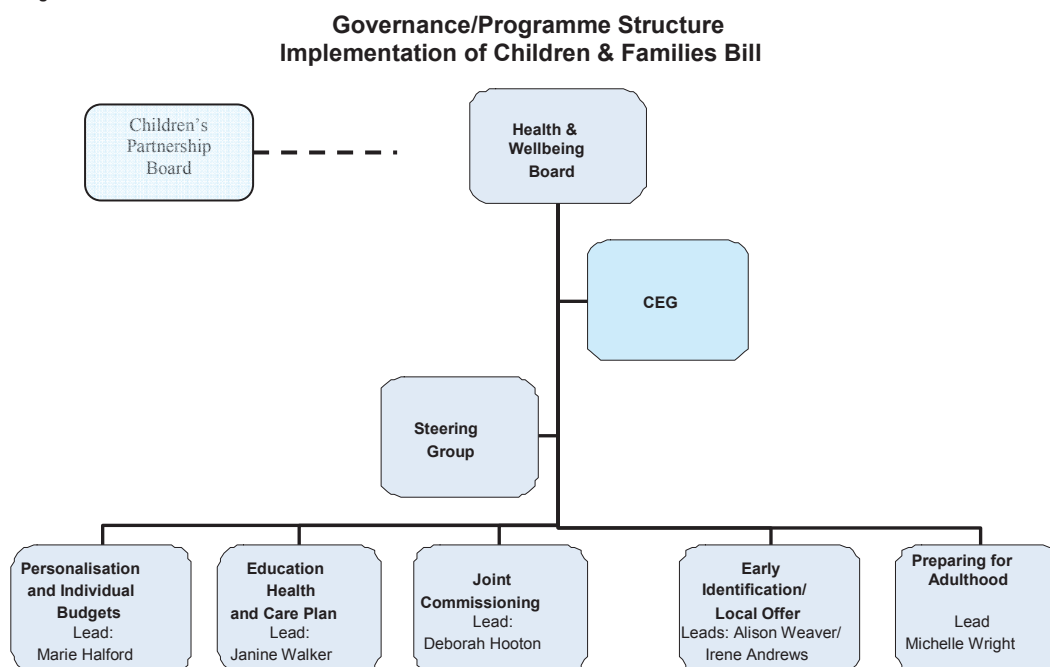 Governance/Programme Structure
Implementation of Children & Families Bill
Children's
Partnership
Board
Health &
Wellbeing
Board
CEG
Steering
Group
Personalisation
and Individual
Budgets
Lead:
Marie Halford
Education
Health
and Care Plan
Lead:
Janine Walker
Joint
Commissioning
Lead:
Deborah Hooton
Early
Identification/
Local Offer
Leads: Alison Weaver/
Irene Andrews
Preparing for
Adulthood
Lead
Michelle Wright